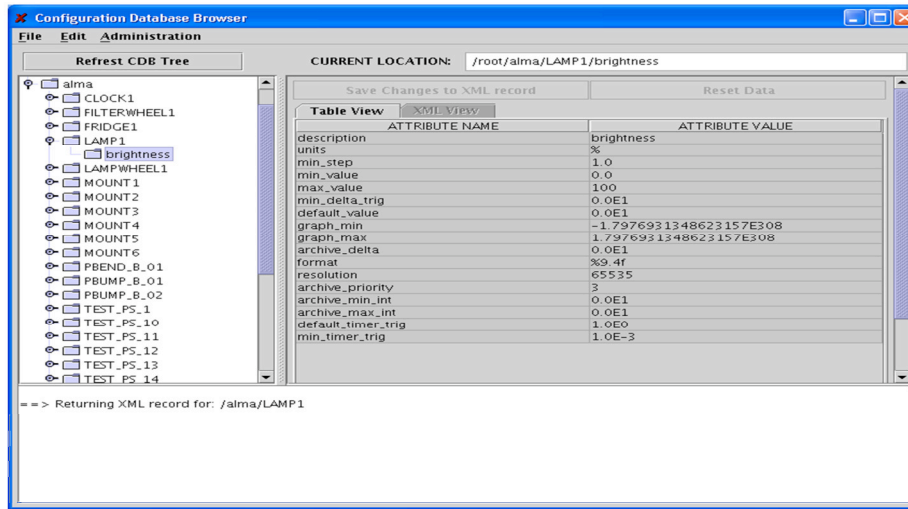 Configuration Database Browser
File Edit Administration
Refrest CDB Tree
CURRENT LOCATION: /root/alma/LAMP1/brightness
alma
CLOCK1
FILTERWHEEL1
FRIDGE1
LAMP1
brightness
LAMPWHEEL1
MOUNT1
MOUNT2
MOUNT3
MOUNT4
MOUNT5
MOUNT6
PBEND_B_01
PBUMP_B_01
PBUMP_B_02
TEST_PS_1
TEST_PS_10
TEST_PS_11
TEST_PS_12
TEST_PS_13
TEST_PS_14
Save Changes to XML record Reset Data
Table View XML View
ATTRIBUTE NAME ATTRIBUTE VALUE
description brightness
units %
min_step 1.0
min_value 0.0
max_value 100
min_delta_trig 0.0E1
default_value 0.0E1
graph_min -1.7976931348623157E308
graph_max 1.7976931348623157E308
archive_delta 0.0E1
format %9.4f
resolution 65535
archive_priority 3
archive_min_int 0.0E1
archive_max_int 0.0E1
default_timer_trig 1.0E0
min_timer_trig 1.0E-3
==> Returning XML record for: /alma/LAMP1